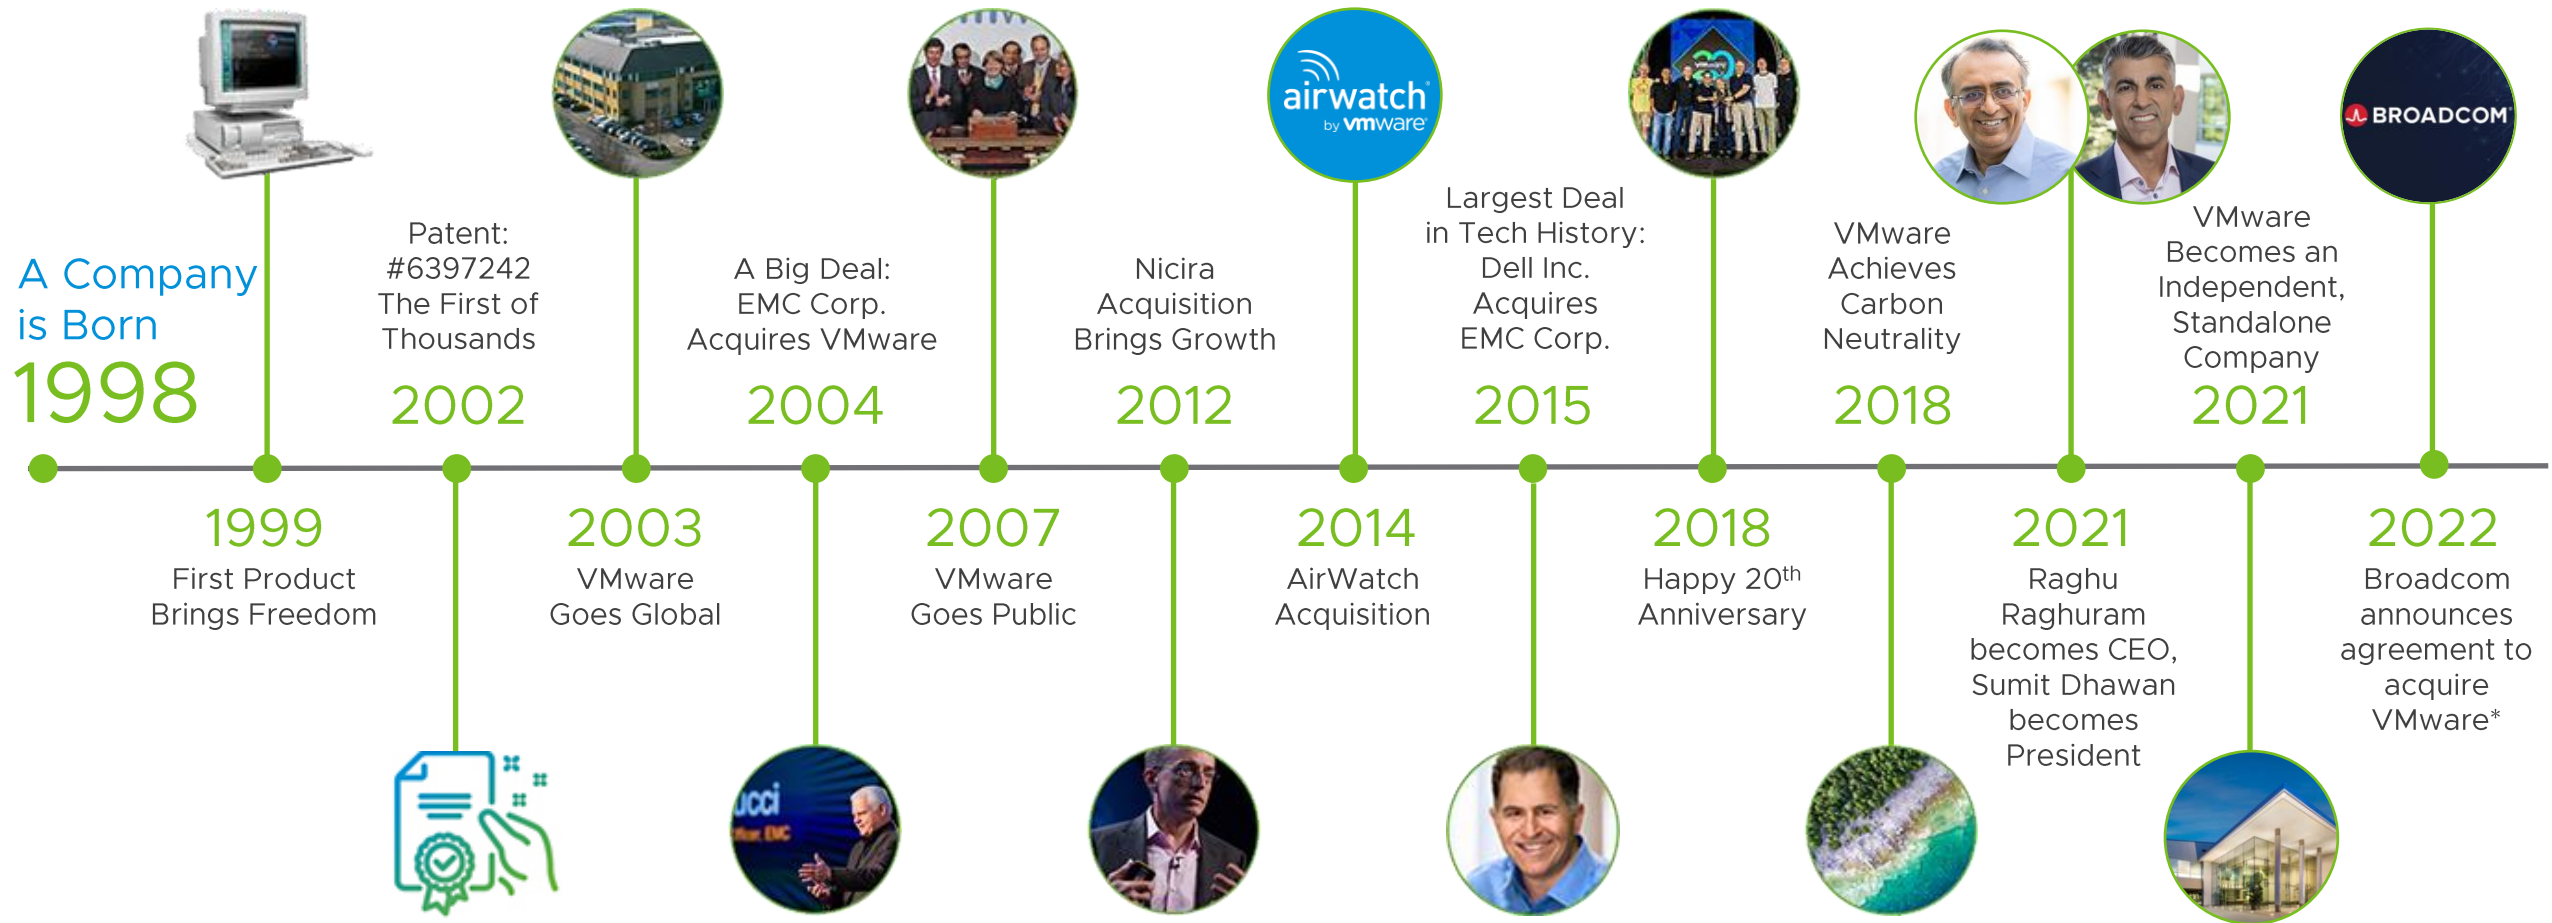 A Company
is Born
1998
1999
First Product
Brings Freedom
Patent:
#6397242
The First of
Thousands
2002
2003
VMware
Goes Global
A Big Deal:
EMC Corp.
Acquires VMware
2004
ucci
EMC
2007
VMware
Goes Public
Nicira
Acquisition
Brings Growth
2012
airwatch
by vmware
2014
AirWatch
Acquisition
Largest Deal
in Tech History:
Dell Inc.
Acquires
EMC Corp.
2015
vmware
20
2018
Happy 20th
Anniversary
VMware
Achieves
Carbon
Neutrality
2018
2021
Raghu
Raghuram
becomes CEO,
Sumit Dhawan
becomes
President
VMware
Becomes an
Independent,
Standalone
Company
2021
BROADCOM
2022
Broadcom
announces
agreement to
acquire
VMware*